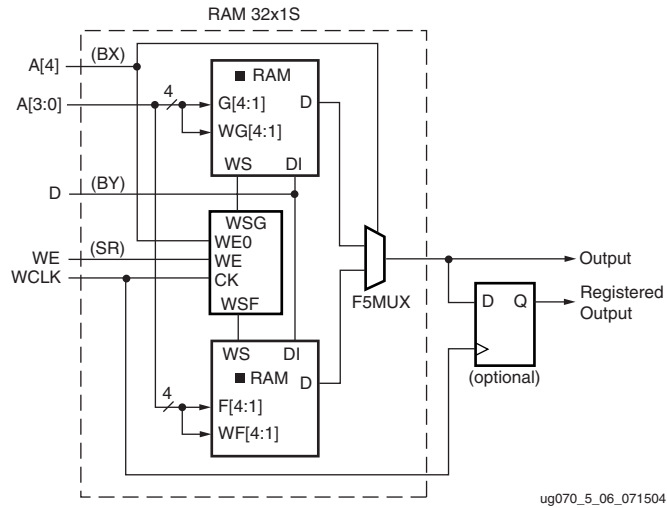 RAM 32x1S
A[4]
(BX)
A[3:0]
4
RAM
G[4:1]
D
WG[4:1]
WS
DI
D
(BY)
WSG
WE0
WE
(SR)
WE
WCLK
CK
WSF
F5MUX
Output
D
Q
Registered
Output
(optional)
WS
DI
RAM
D
4
F[4:1]
WF[4:1]
ug070_5_06_071504